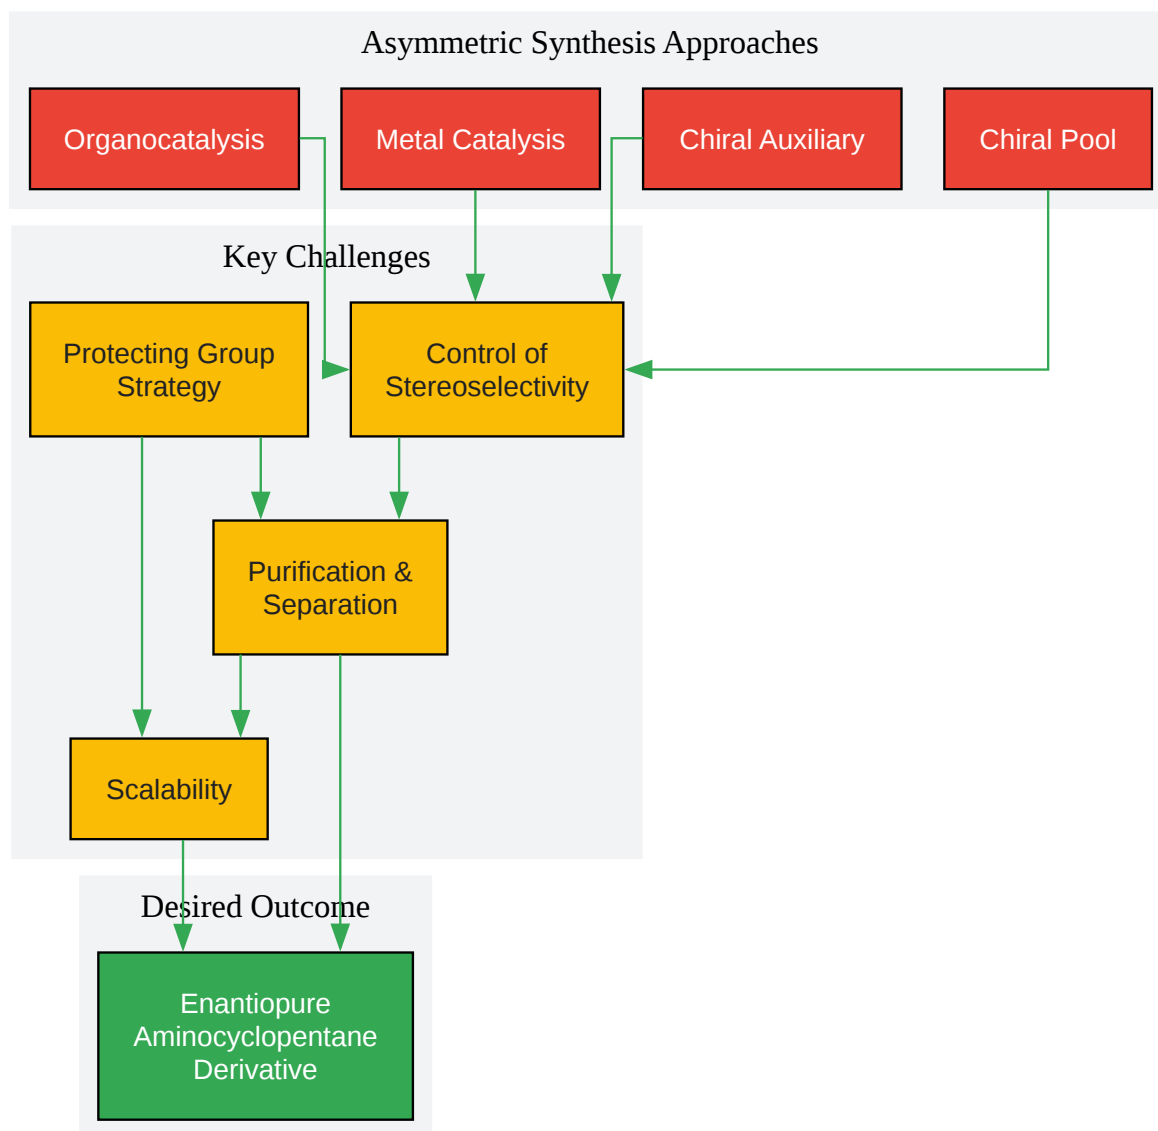 Asymmetric Synthesis Approaches
Organocatalysis
Metal Catalysis
Chiral Auxiliary
Chiral Pool
Key Challenges
Protecting Group
Strategy
Control of
Stereoselectivity
Purification &
Separation
Scalability
Desired Outcome
Enantiopure
Aminocyclopentane
Derivative